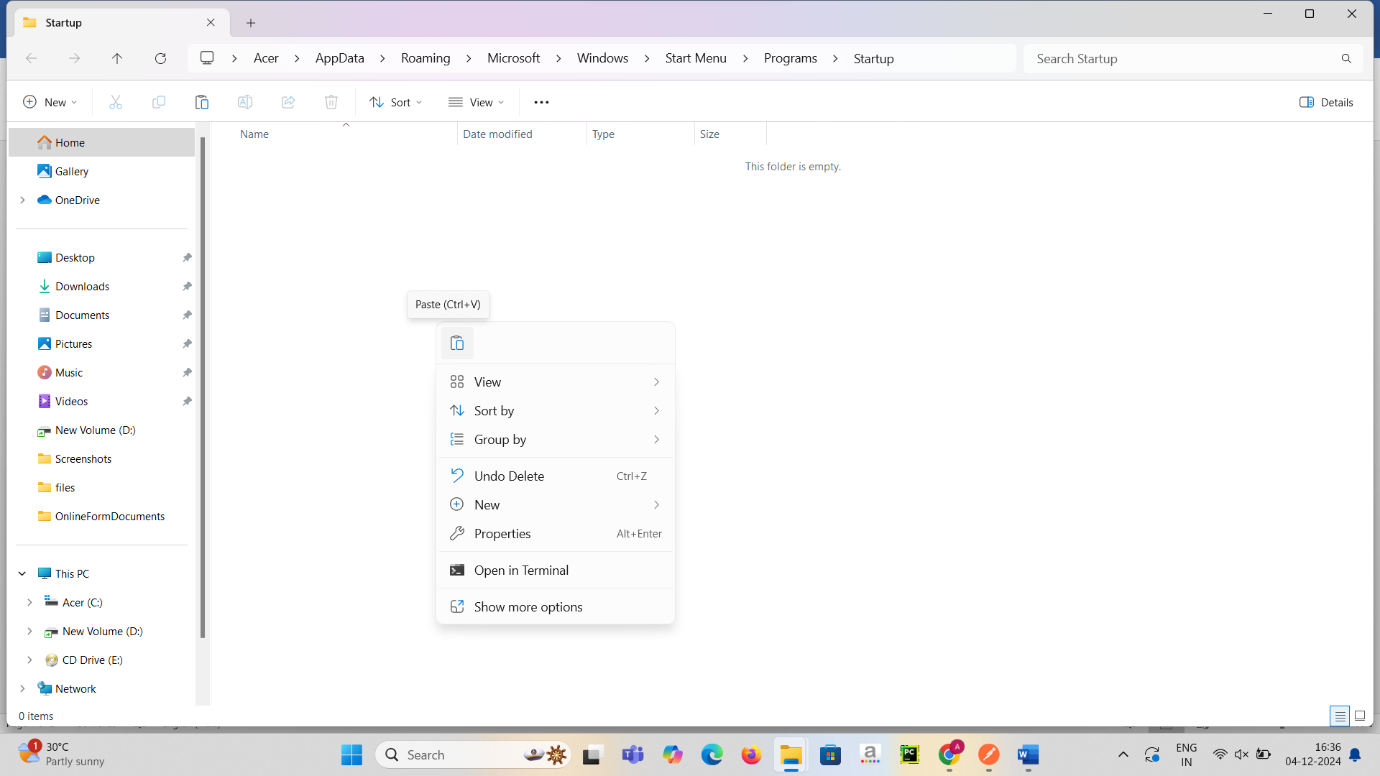 Startup
Acer > AppData > Roaming > Microsoft > Windows > Start Menu > Programs > Startup
Search Startup
New
Sort
View
Details
Name
Date modified
Type
Size
This folder is empty.
Home
Gallery
OneDrive
Desktop
Downloads
Documents
Pictures
Music
Videos
New Volume (D:)
Screenshots
files
OnlineFormDocuments
This PC
Acer (C:)
New Volume (D:)
CD Drive (E:)
Network
Paste (Ctrl+V)
View
Sort by
Group by
Undo Delete Ctrl+Z
New
Properties Alt+Enter
Open in Terminal
Show more options
0 items
1
30°C
Partly sunny
Search
a
PC
A
W
ENG
IN
16:36
04-12-2024